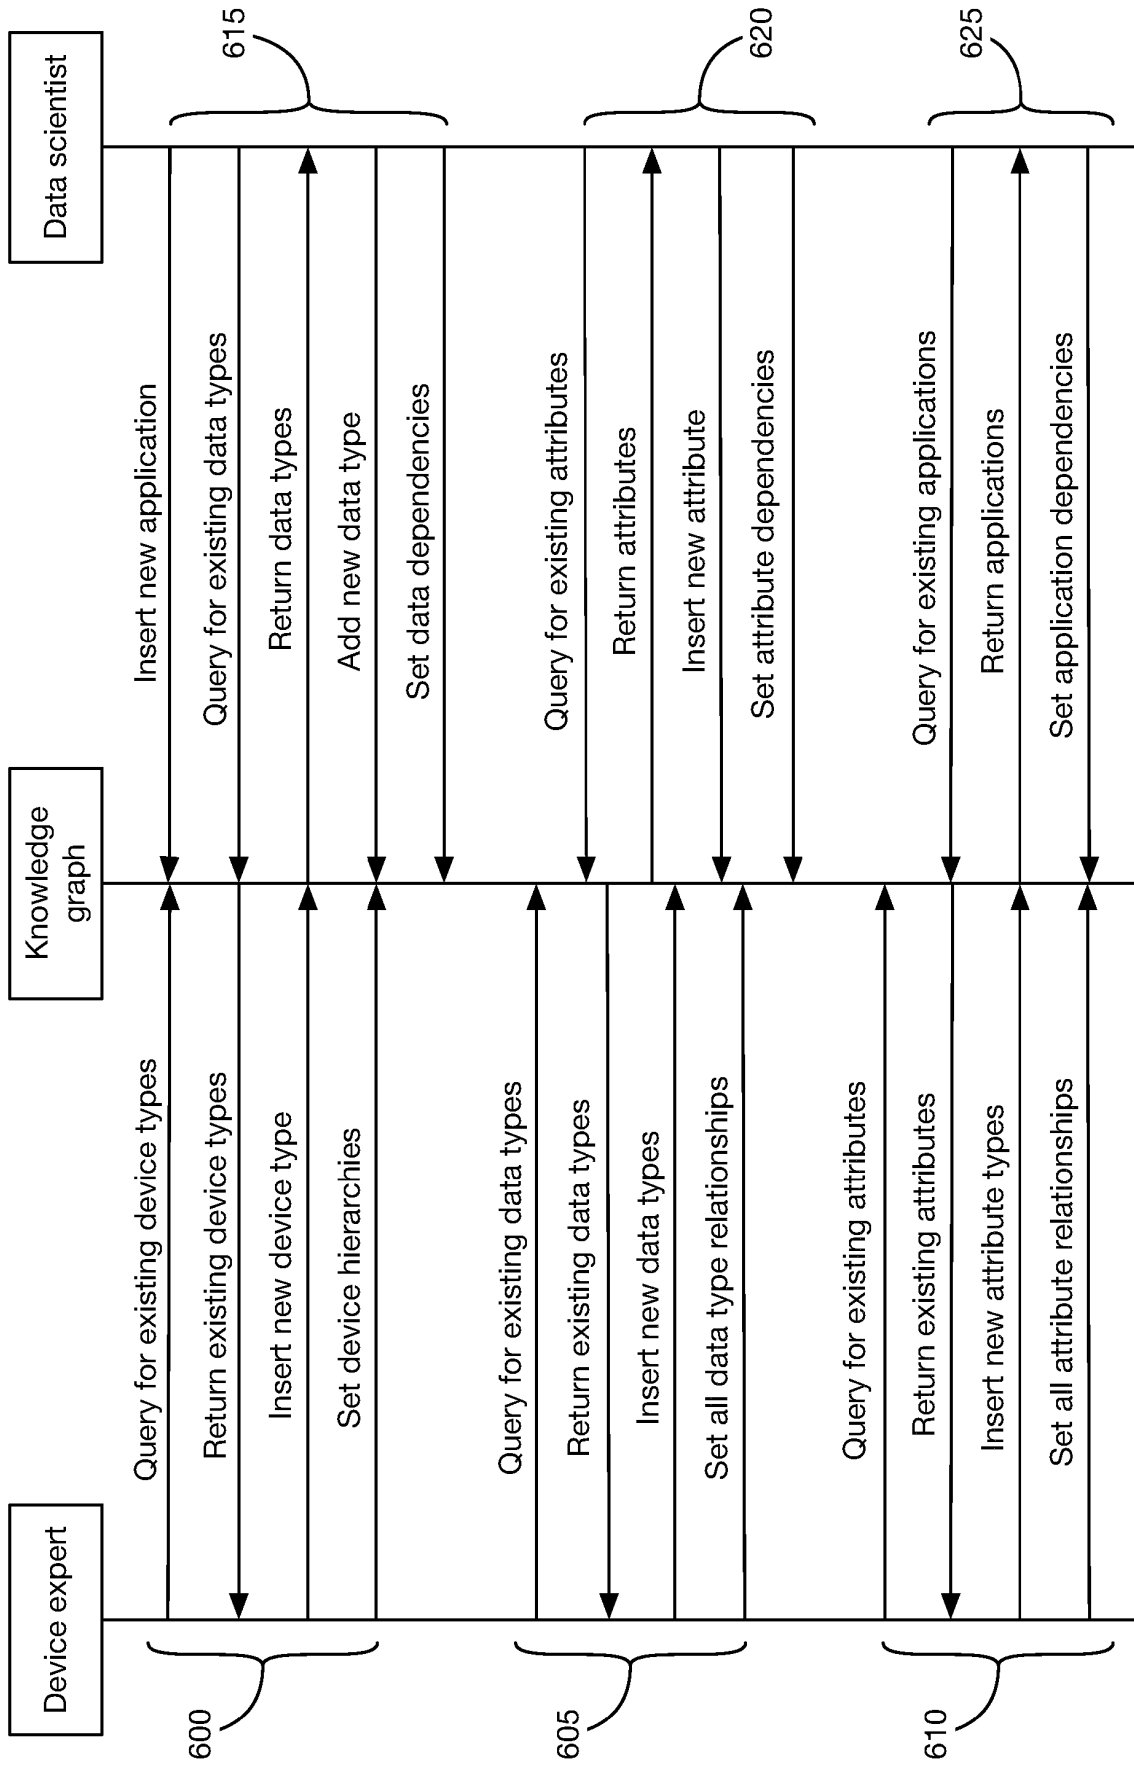 Device expert
Knowledge
graph
Data scientist
600
Query for existing device types
Return existing device types
Insert new device type
Set device hierarchies
605
Query for existing data types
Return existing data types
Insert new data types
Set all data type relationships
610
Query for existing attributes
Return existing attributes
Insert new attribute types
Set all attribute relationships
615
Insert new application
Query for existing data types
Return data types
Add new data type
Set data dependencies
620
Query for existing attributes
Return attributes
Insert new attribute
Set attribute dependencies
625
Query for existing applications
Return applications
Set application dependencies